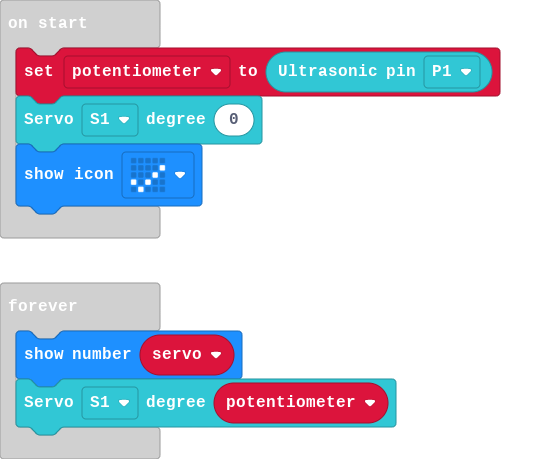 on start
set potentiometer to Ultrasonic pin P1
Servo S1 degree 0
show icon
forever
show number servo
Servo S1 degree potentiometer